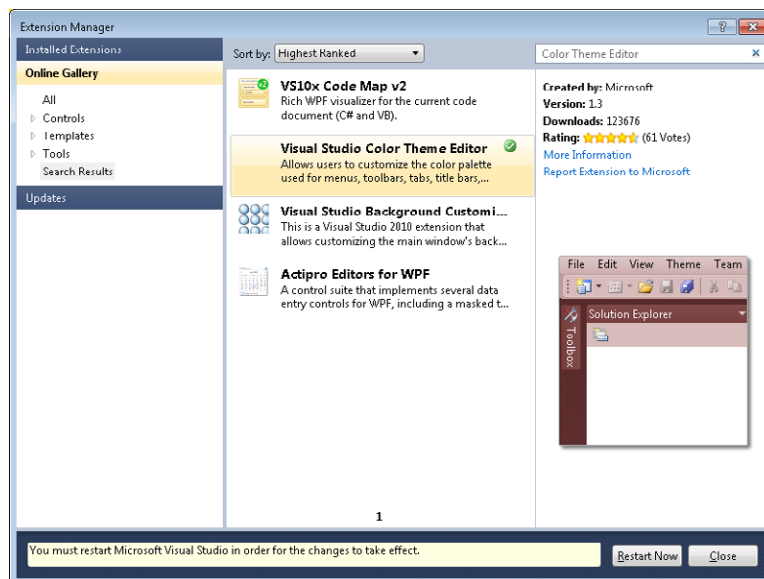 Extension Manager
Installed Extensions
Online Gallery
All
Controls
Templates
Tools
Search Results
Updates
Sort by: Highest Ranked
VS10x Code Map v2
Rich WPF visualizer for the current code
document (C# and VB).
Visual Studio Color Theme Editor
Allows users to customize the color palette
used for menus, toolbars, tabs, title bars,...
Visual Studio Background Customi...
This is a Visual Studio 2010 extension that
allows customizing the main window's back...
Actipro Editors for WPF
A control suite that implements several data
entry controls for WPF, including a masked t...
1
Color Theme Editor
Created by: Microsoft
Version: 1.3
Downloads: 123676
Rating: (61 Votes)
More Information
Report Extension to Microsoft
File Edit View Theme Team
Solution Explorer
Toolbox
You must restart Microsoft Visual Studio in order for the changes to take effect.
Restart Now
Close